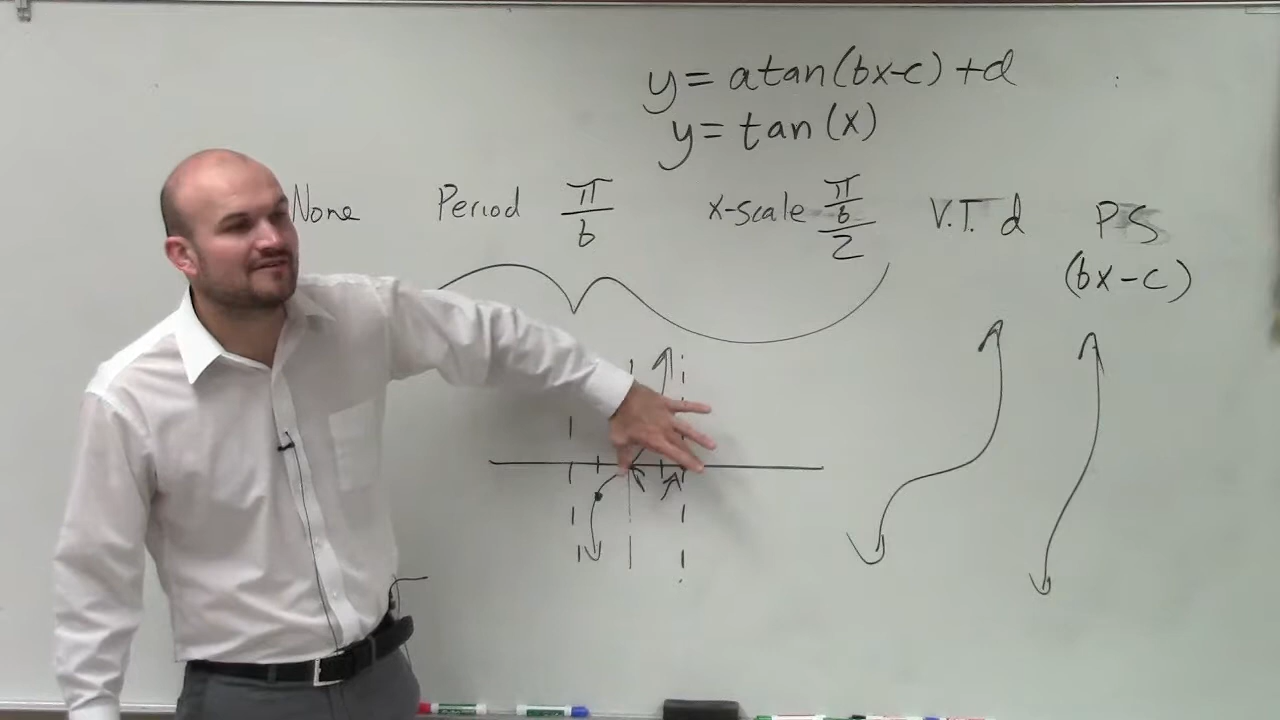 y = a tan(bx-c) + d
y = tan(x)
None Period π/b x-scale π/b/2 V.T. d PS
(bx-c)